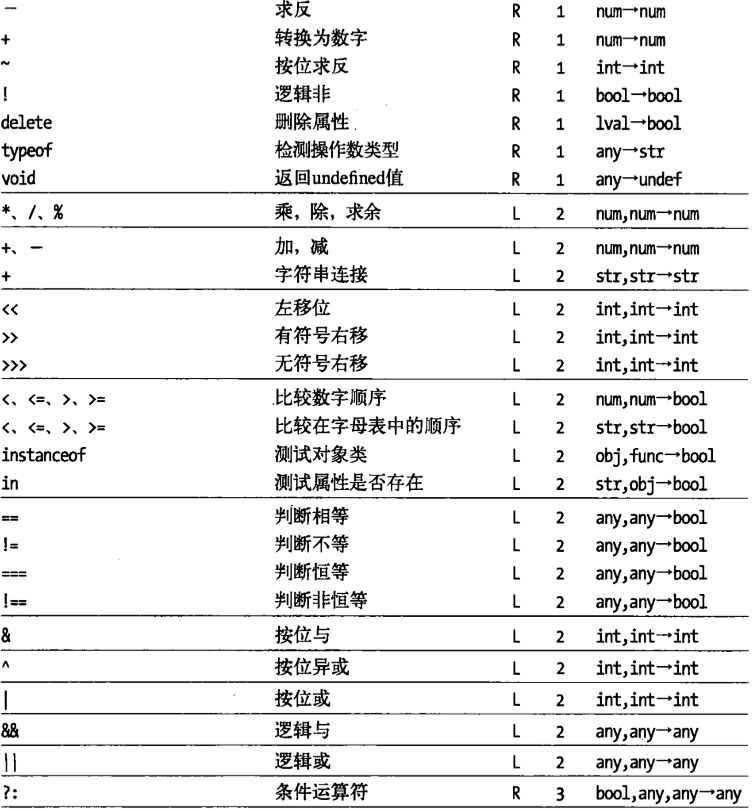 － 求反 R 1 num→num
+ 转换为数字 R 1 num→num
~ 按位求反 R 1 int→int
! 逻辑非 R 1 bool→bool
delete 删除属性 R 1 lval→bool
typeof 检测操作数类型 R 1 any→str
void 返回undefined值 R 1 any→undef
*、/、% 乘，除，求余 L 2 num,num→num
+、－ 加，减 L 2 num,num→num
+ 字符串连接 L 2 str,str→str
<< 左移位 L 2 int,int→int
>> 有符号右移 L 2 int,int→int
>>> 无符号右移 L 2 int,int→int
<、<=、>、>= 比较数字顺序 L 2 num,num→bool
<、<=、>、>= 比较在字母表中的顺序 L 2 str,str→bool
instanceof 测试对象类 L 2 obj,func→bool
in 测试属性是否存在 L 2 str,obj→bool
== 判断相等 L 2 any,any→bool
!= 判断不等 L 2 any,any→bool
=== 判断恒等 L 2 any,any→bool
!== 判断非恒等 L 2 any,any→bool
& 按位与 L 2 int,int→int
^ 按位异或 L 2 int,int→int
| 按位或 L 2 int,int→int
&& 逻辑与 L 2 any,any→any
|| 逻辑或 L 2 any,any→any
?: 条件运算符 R 3 bool,any,any→any